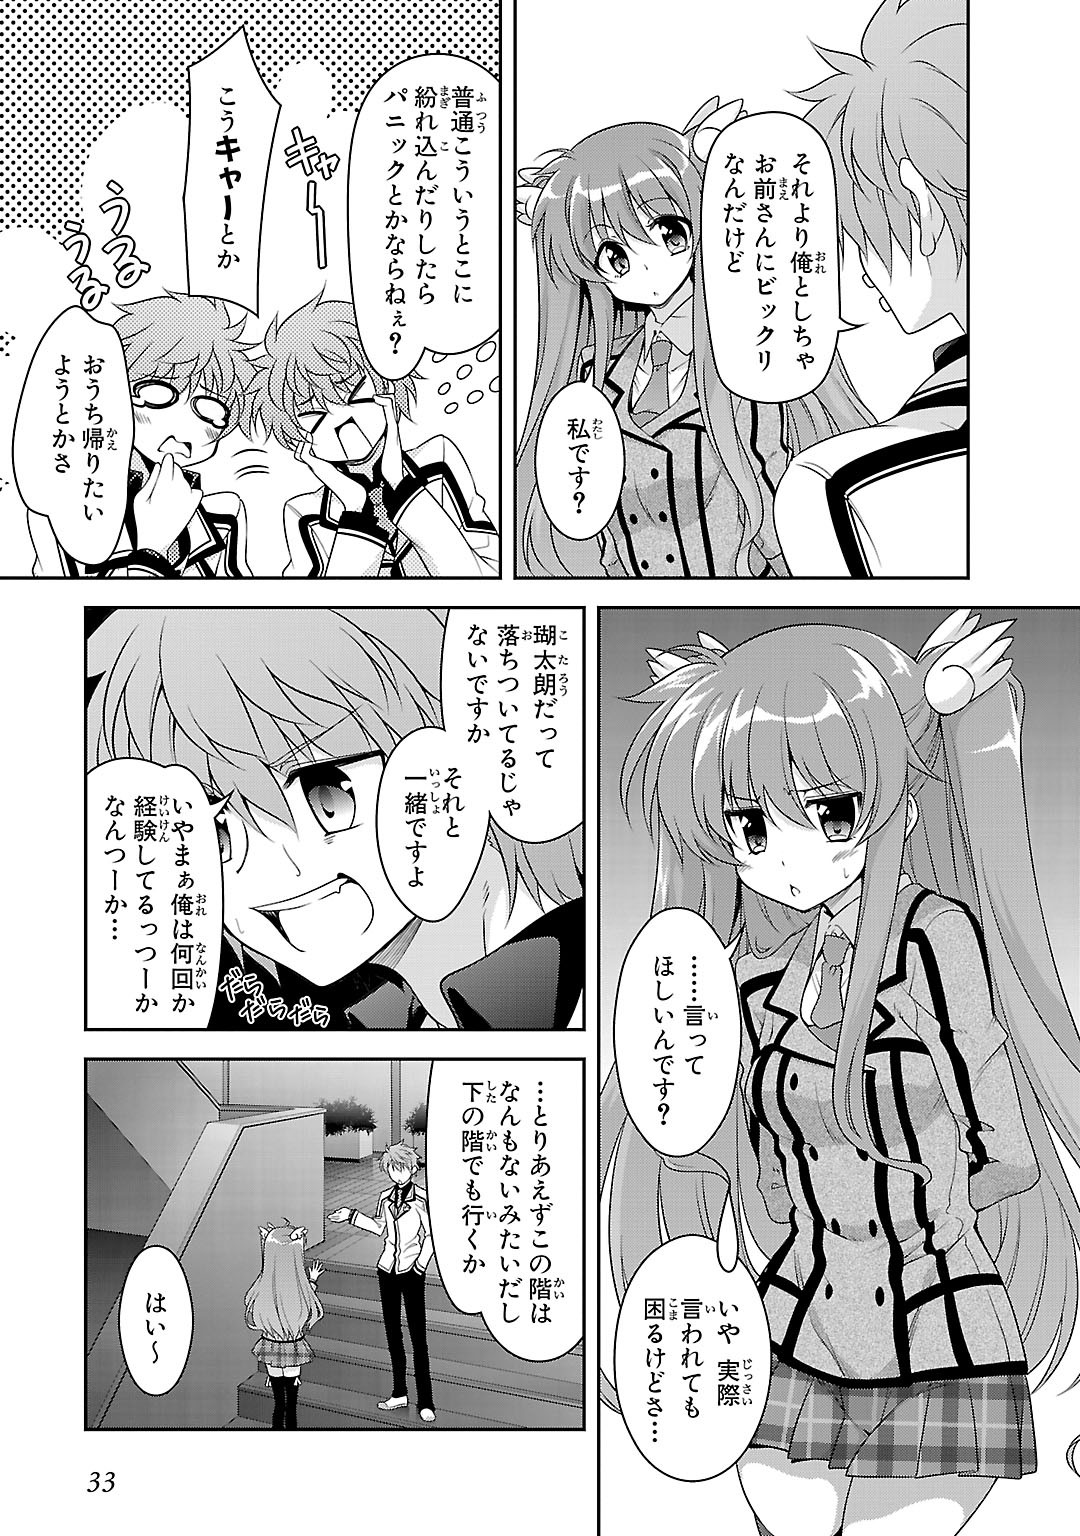 それより俺としちゃ
お前さんにビックリ
なんだけど
私です？
普通こういうとこに
紛れ込んだりしたら
パニックとかならねぇ？
キャー
こうキャーとか
うるうる
おうち帰りたい
ようとかさ
……言って
ほしいんです？
いや 実際
言われても
困るけどさ…
瑚太朗だって
落ちついてるじゃ
ないですか
それと
一緒ですよ
いやまぁ俺は何回か
経験してるっつーか
なんつーか…
だらだらだら
…とりあえずこの階は
なんもないみたいだし
下の階でも行くか
はい～
33